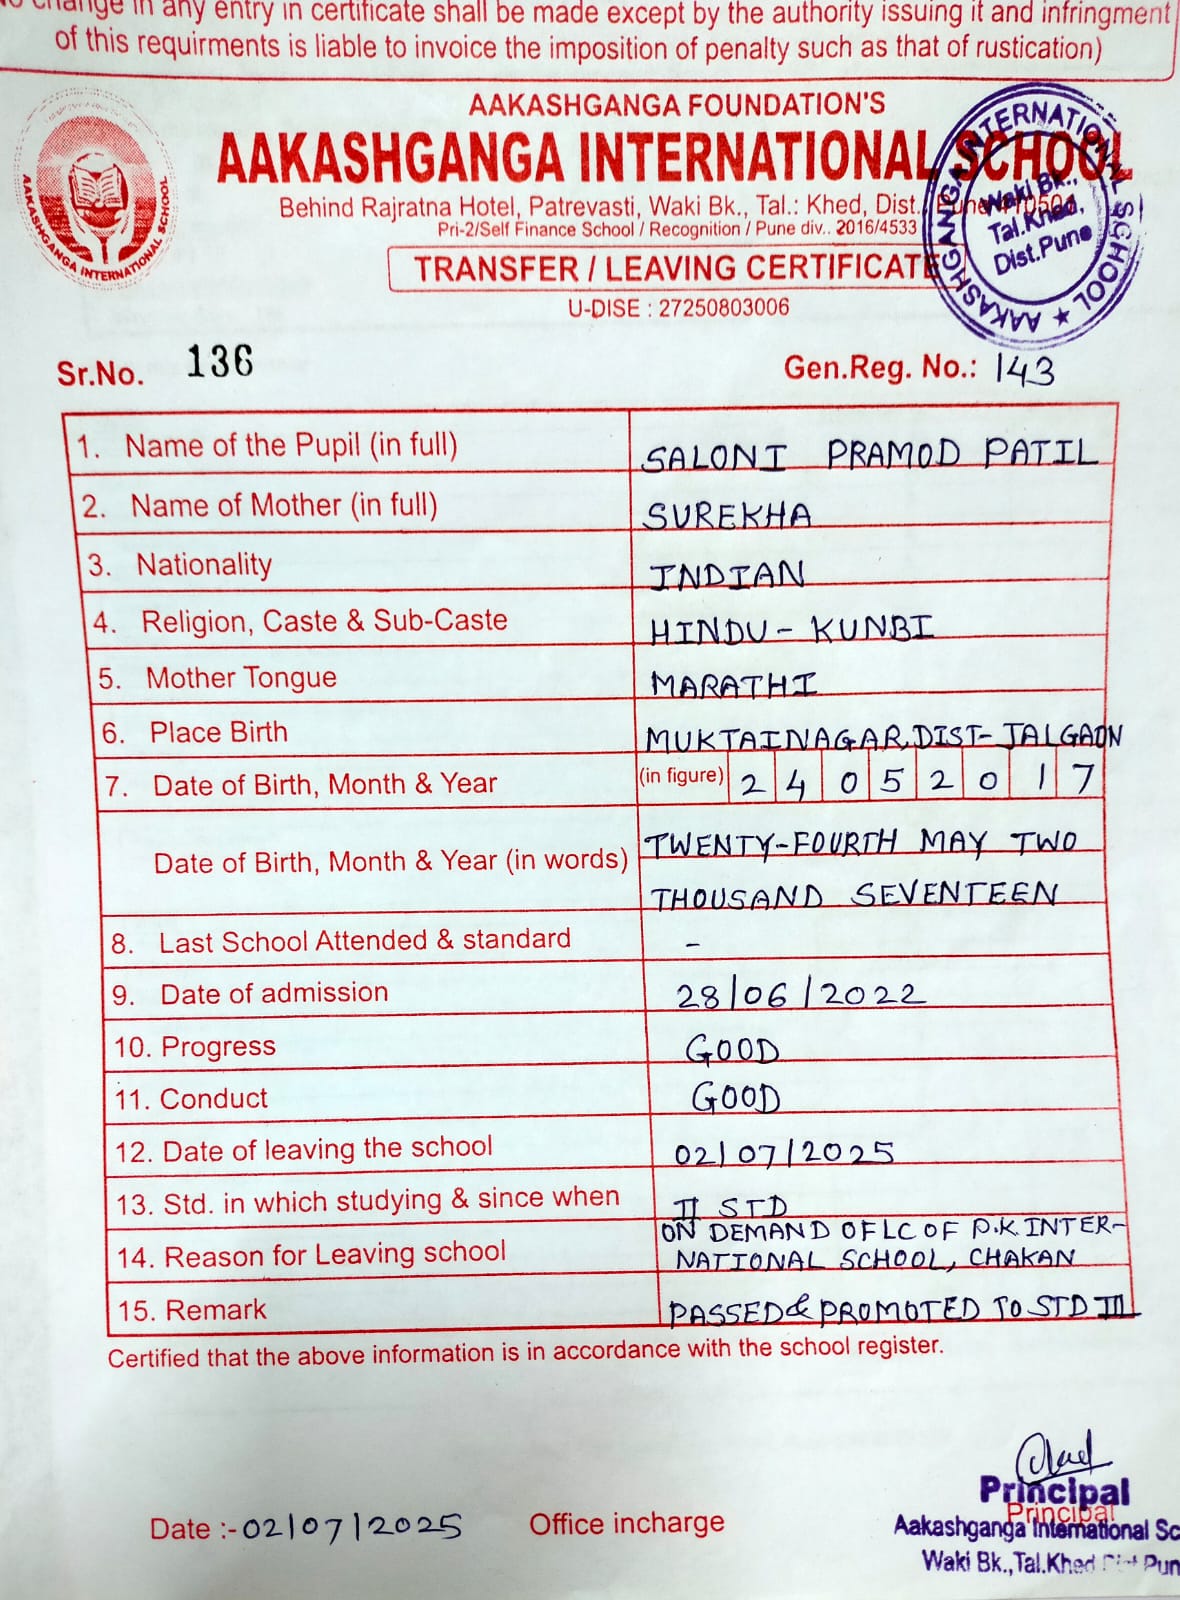 change in any entry in certificate shall be made except by the authority issuing it and infringment
of this requirments is liable to invoice the imposition of penalty such as that of rustication)
AAKASHGANGA FOUNDATION'S
AAKASHGANGA INTERNATIONAL SCHOOL
Behind Rajratna Hotel, Patrevasti, Waki Bk., Tal.: Khed, Dist.
Pri-2/Self Finance School / Recognition / Pune div.. 2016/4533
TRANSFER / LEAVING CERTIFICATE
U-DISE : 27250803006
AAKASHGANGA INTERNATIONAL SCHOOL
AAKASHGANGA INTERNATIONAL SCHOOL ★
Waki Bk.,
Tal.Khed,
Dist.Pune
Sr.No. 136 Gen.Reg. No.: 143
1. Name of the Pupil (in full) SALONI PRAMOD PATIL
2. Name of Mother (in full) SUREKHA
3. Nationality INDIAN
4. Religion, Caste & Sub-Caste HINDU - KUNBI
5. Mother Tongue MARATHI
6. Place Birth MUKTAINAGAR, DIST- JALGAON
7. Date of Birth, Month & Year (in figure) 2 4 0 5 2 0 1 7
Date of Birth, Month & Year (in words) TWENTY-FOURTH MAY TWO
THOUSAND SEVENTEEN
8. Last School Attended & standard -
9. Date of admission 28/06/2022
10. Progress GOOD
11. Conduct GOOD
12. Date of leaving the school 02/07/2025
13. Std. in which studying & since when II STD
14. Reason for Leaving school ON DEMAND OF LC OF P.K. INTER-
NATIONAL SCHOOL, CHAKAN
15. Remark PASSED & PROMOTED TO STD III
Certified that the above information is in accordance with the school register.
Principal
Date :- 02/07/2025 Office incharge Principal
Aakashganga International Sc
Waki Bk.,Tal.Khed Dist Pun